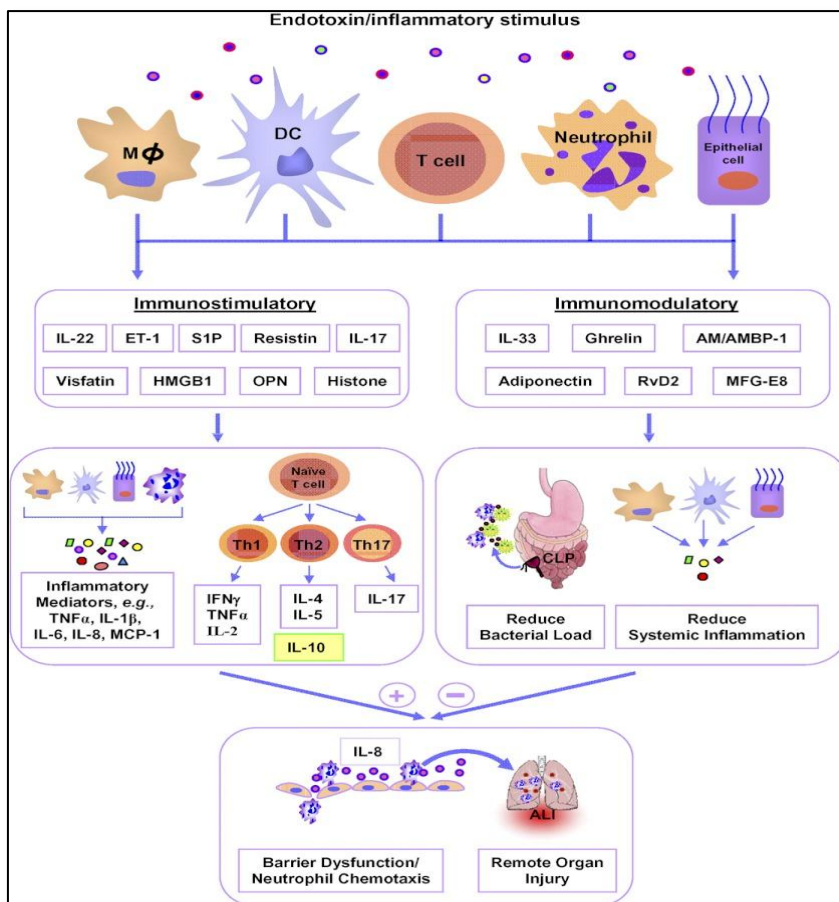 Endotoxin/inflammatory stimulus
MΦ
DC
T cell
Neutrophil
Epithelial
cell
Immunostimulatory
IL-22
ET-1
S1P
Resistin
IL-17
Visfatin
HMGB1
OPN
Histone
Immunomodulatory
IL-33
Ghrelin
AM/AMBP-1
Adiponectin
RvD2
MFG-E8
Naïve
T cell
Th1
Th2
Th17
Inflammatory
Mediators, e.g.,
TNFα, IL-1β,
IL-6, IL-8, MCP-1
IFNγ
TNFα
IL-2
IL-4
IL-5
IL-10
IL-17
CLP
Reduce
Bacterial Load
Reduce
Systemic Inflammation
+
−
IL-8
ALI
Barrier Dysfunction/
Neutrophil Chemotaxis
Remote Organ
Injury